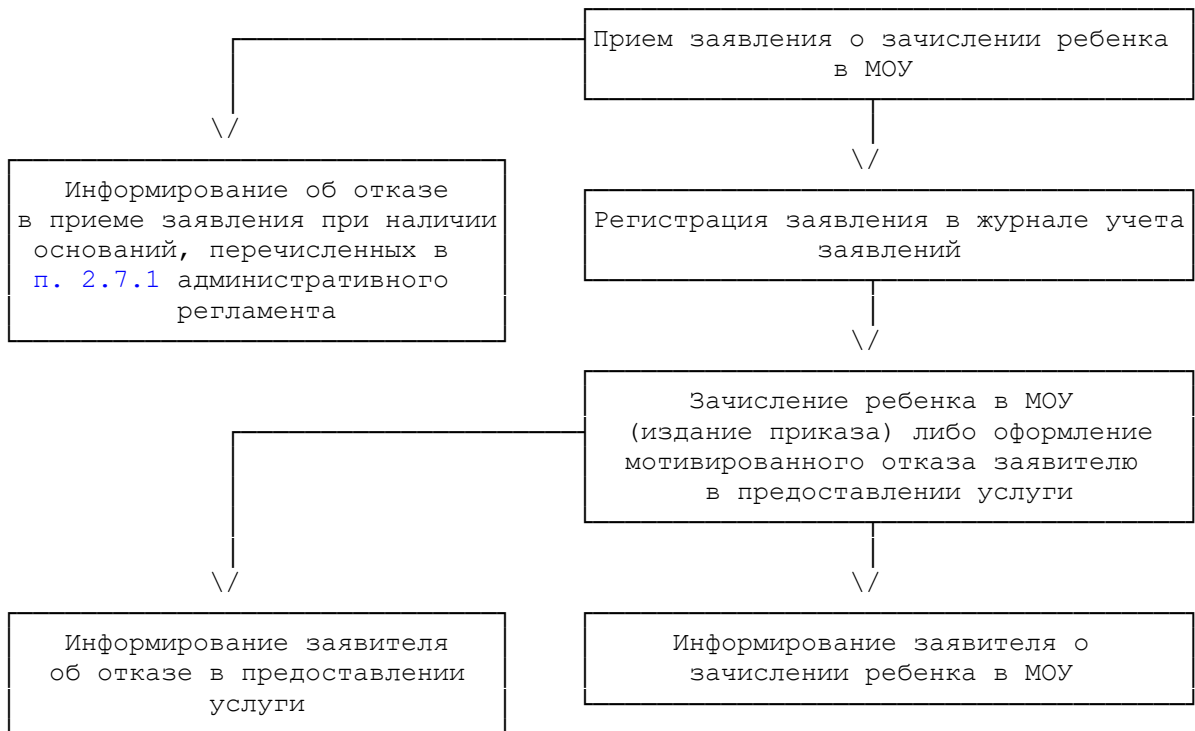 Прием заявления о зачислении ребенка
в МОУ
Информирование об отказе
в приеме заявления при наличии
оснований, перечисленных в
п. 2.7.1 административного
регламента
Регистрация заявления в журнале учета
заявлений
Зачисление ребенка в МОУ
(издание приказа) либо оформление
мотивированного отказа заявителю
в предоставлении услуги
Информирование заявителя
об отказе в предоставлении
услуги
Информирование заявителя о
зачислении ребенка в МОУ